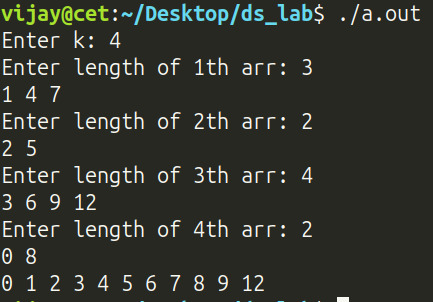 vijay@cet:~/Desktop/ds_lab$ ./a.out
Enter k: 4
Enter length of 1th arr: 3
1 4 7
Enter length of 2th arr: 2
2 5
Enter length of 3th arr: 4
3 6 9 12
Enter length of 4th arr: 2
0 8
0 1 2 3 4 5 6 7 8 9 12